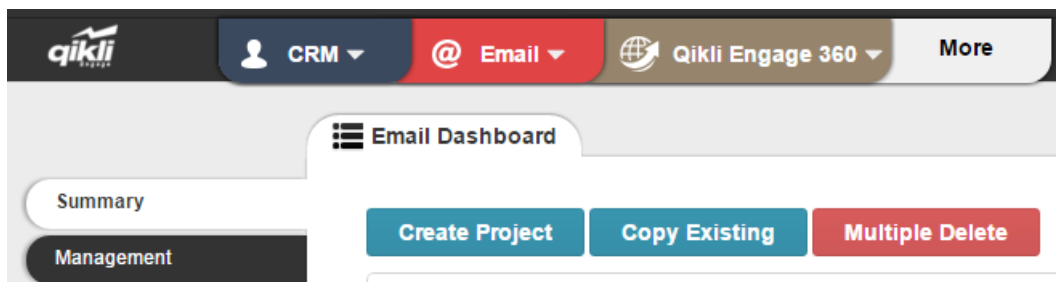 qikli
Engage
CRM
@ Email
Qikli Engage 360
More
Email Dashboard
Summary
Management
Create Project
Copy Existing
Multiple Delete